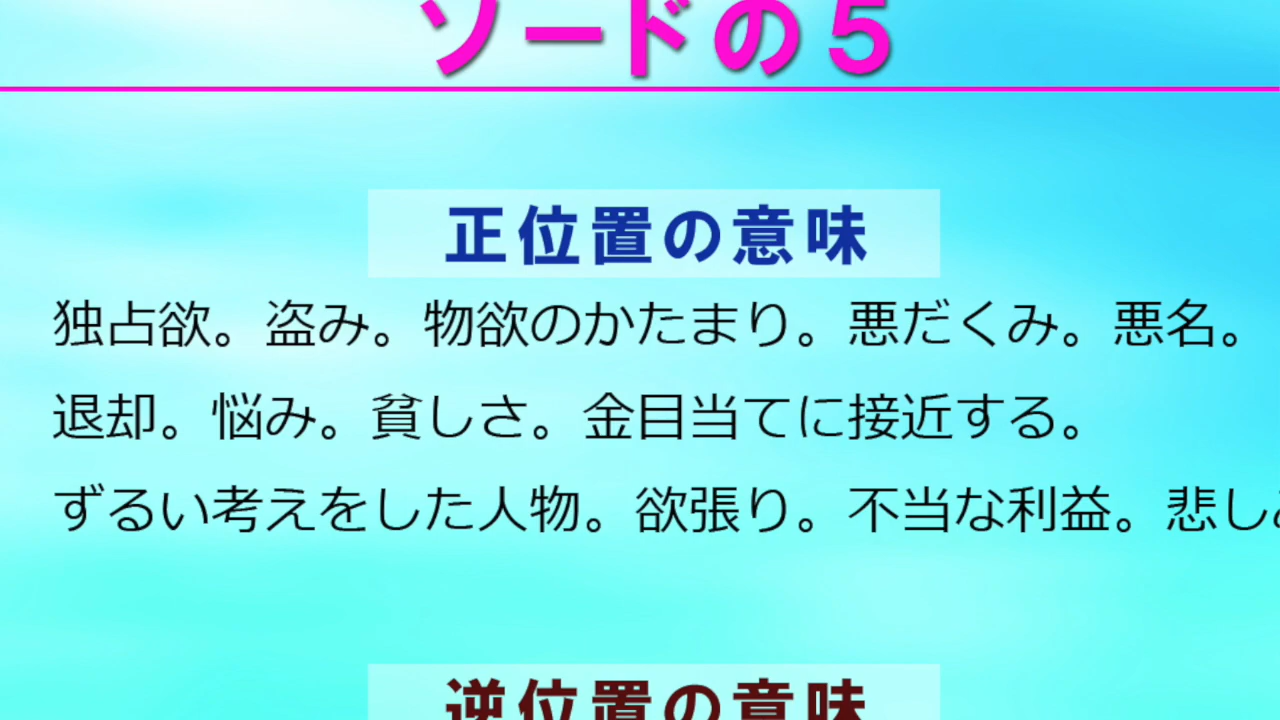 ソードの５
正位置の意味
独占欲。盗み。物欲のかたまり。悪だくみ。悪名。
退却。悩み。貧しさ。金目当てに接近する。
ずるい考えをした人物。欲張り。不当な利益。悲し
逆位置の意味